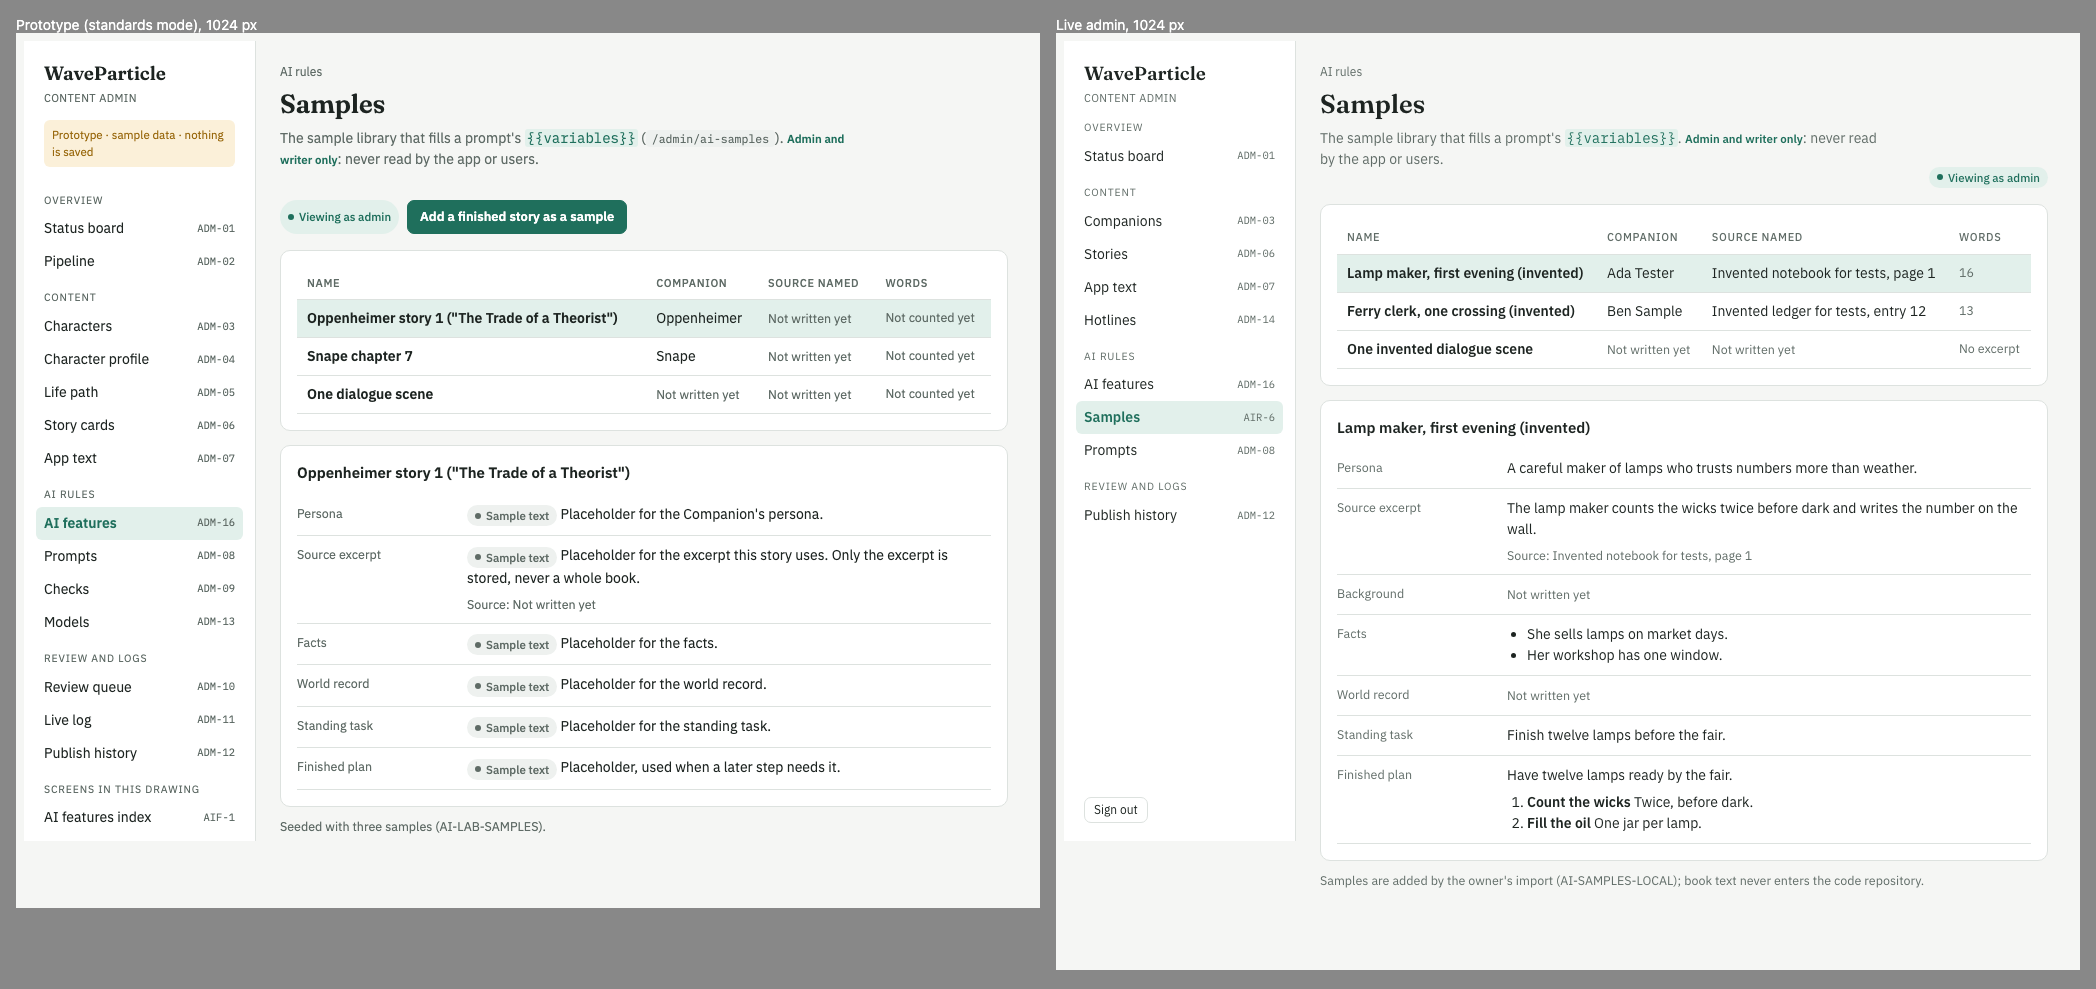 Prototype (standards mode), 1024 px
WaveParticle
CONTENT ADMIN
Prototype · sample data · nothing
is saved
OVERVIEW
Status board ADM-01
Pipeline ADM-02
CONTENT
Characters ADM-03
Character profile ADM-04
Life path ADM-05
Story cards ADM-06
App text ADM-07
AI RULES
AI features ADM-16
Prompts ADM-08
Checks ADM-09
Models ADM-13
REVIEW AND LOGS
Review queue ADM-10
Live log ADM-11
Publish history ADM-12
SCREENS IN THIS DRAWING
AI features index AIF-1
AI rules
Samples
The sample library that fills a prompt's {{variables}} ( /admin/ai-samples ). Admin and
writer only: never read by the app or users.
Viewing as admin Add a finished story as a sample
NAME COMPANION SOURCE NAMED WORDS
Oppenheimer story 1 ("The Trade of a Theorist") Oppenheimer Not written yet Not counted yet
Snape chapter 7 Snape Not written yet Not counted yet
One dialogue scene Not written yet Not written yet Not counted yet
Oppenheimer story 1 ("The Trade of a Theorist")
Persona Sample text Placeholder for the Companion's persona.
Source excerpt Sample text Placeholder for the excerpt this story uses. Only the excerpt is
stored, never a whole book.
Source: Not written yet
Facts Sample text Placeholder for the facts.
World record Sample text Placeholder for the world record.
Standing task Sample text Placeholder for the standing task.
Finished plan Sample text Placeholder, used when a later step needs it.
Seeded with three samples (AI-LAB-SAMPLES).
Live admin, 1024 px
WaveParticle
CONTENT ADMIN
OVERVIEW
Status board ADM-01
CONTENT
Companions ADM-03
Stories ADM-06
App text ADM-07
Hotlines ADM-14
AI RULES
AI features ADM-16
Samples AIR-6
Prompts ADM-08
REVIEW AND LOGS
Publish history ADM-12
Sign out
AI rules
Samples
The sample library that fills a prompt's {{variables}}. Admin and writer only: never read
by the app or users.
Viewing as admin
NAME COMPANION SOURCE NAMED WORDS
Lamp maker, first evening (invented) Ada Tester Invented notebook for tests, page 1 16
Ferry clerk, one crossing (invented) Ben Sample Invented ledger for tests, entry 12 13
One invented dialogue scene Not written yet Not written yet No excerpt
Lamp maker, first evening (invented)
Persona A careful maker of lamps who trusts numbers more than weather.
Source excerpt The lamp maker counts the wicks twice before dark and writes the number on the
wall.
Source: Invented notebook for tests, page 1
Background Not written yet
Facts • She sells lamps on market days.
• Her workshop has one window.
World record Not written yet
Standing task Finish twelve lamps before the fair.
Finished plan Have twelve lamps ready by the fair.
1. Count the wicks Twice, before dark.
2. Fill the oil One jar per lamp.
Samples are added by the owner's import (AI-SAMPLES-LOCAL); book text never enters the code repository.